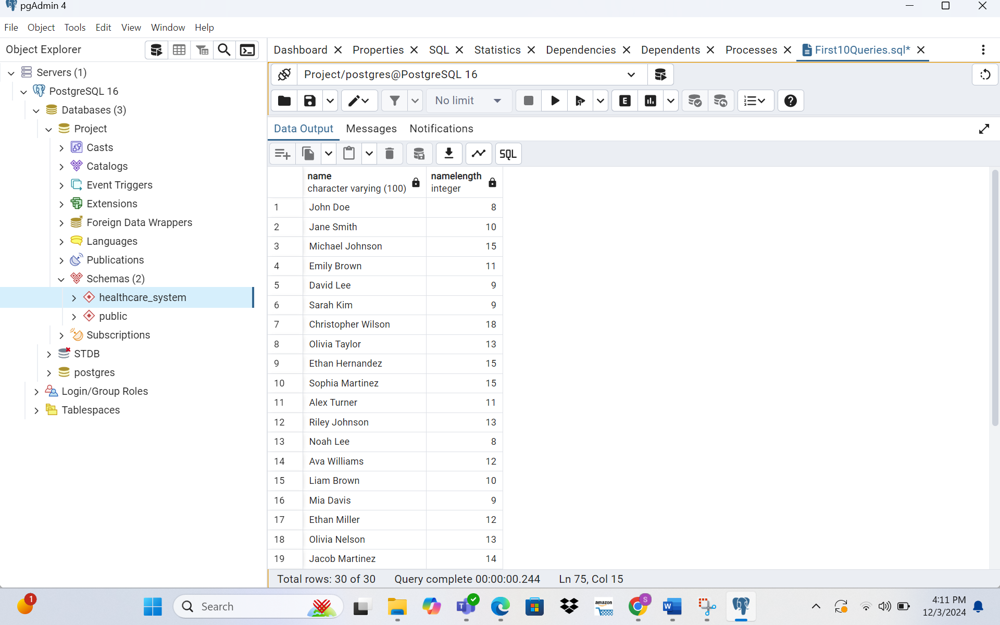 pgAdmin 4
File Object Tools Edit View Window Help
Object Explorer
Dashboard Properties SQL Statistics Dependencies Dependents Processes First10Queries.sql*
Servers (1)
PostgreSQL 16
Databases (3)
Project
Casts
Catalogs
Event Triggers
Extensions
Foreign Data Wrappers
Languages
Publications
Schemas (2)
healthcare_system
public
Subscriptions
STDB
postgres
Login/Group Roles
Tablespaces
Project/postgres@PostgreSQL 16
No limit
E
Data Output Messages Notifications
SQL
name namelength
character varying (100) integer
1 John Doe 8
2 Jane Smith 10
3 Michael Johnson 15
4 Emily Brown 11
5 David Lee 9
6 Sarah Kim 9
7 Christopher Wilson 18
8 Olivia Taylor 13
9 Ethan Hernandez 15
10 Sophia Martinez 15
11 Alex Turner 11
12 Riley Johnson 13
13 Noah Lee 8
14 Ava Williams 12
15 Liam Brown 10
16 Mia Davis 9
17 Ethan Miller 12
18 Olivia Nelson 13
19 Jacob Martinez 14
Total rows: 30 of 30 Query complete 00:00:00.244 Ln 75, Col 15
1
Search
T
amazon
S
W
4:11 PM
12/3/2024